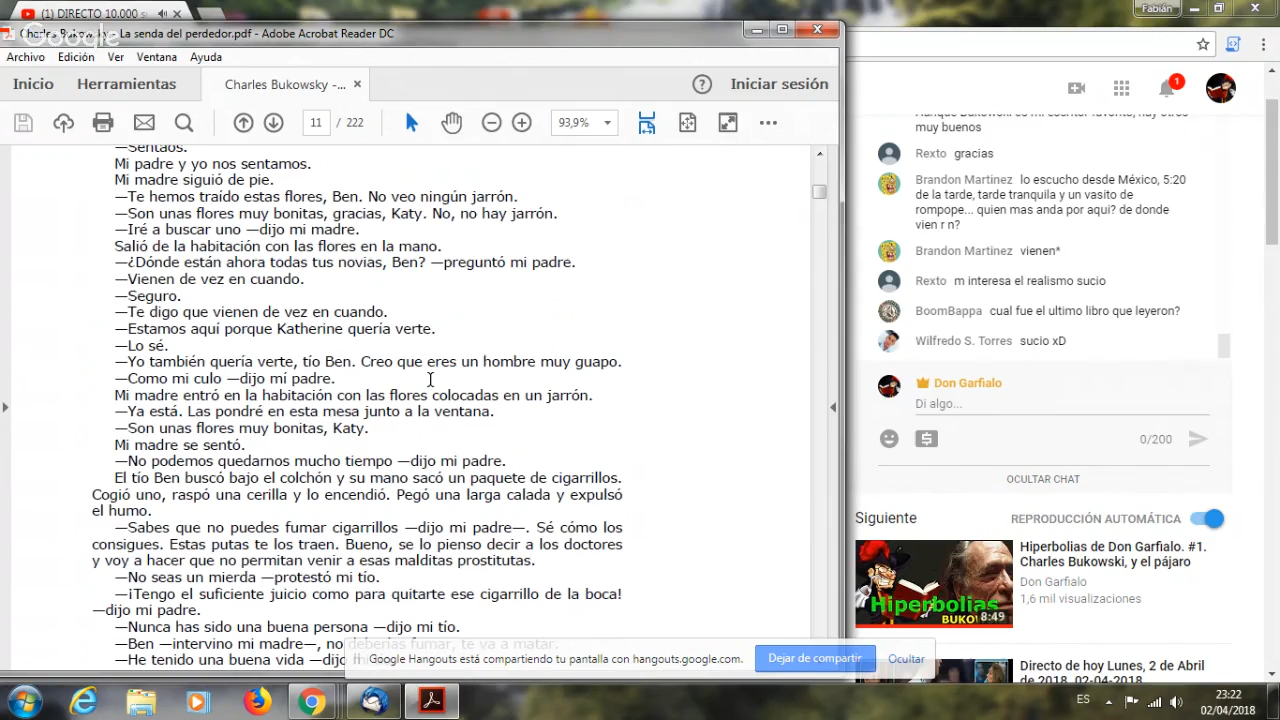 DIRECTO 10.000 s
Fabián
Google
La senda del perdedor.pdf - Adobe Acrobat Reader DC
Archivo Edición Ver Ventana Ayuda
Inicio Herramientas Charles Bukowsky -... Iniciar sesión
11 / 222 93,9%
—Sentaos.
Mi padre y yo nos sentamos.
Mi madre siguió de pie.
—Te hemos traído estas flores, Ben. No veo ningún jarrón.
—Son unas flores muy bonitas, gracias, Katy. No, no hay jarrón.
—Iré a buscar uno —dijo mi madre.
Salió de la habitación con las flores en la mano.
—¿Dónde están ahora todas tus novias, Ben? —preguntó mi padre.
—Vienen de vez en cuando.
—Seguro.
—Te digo que vienen de vez en cuando.
—Estamos aquí porque Katherine quería verte.
—Lo sé.
—Yo también quería verte, tío Ben. Creo que eres un hombre muy guapo.
—Como mi culo —dijo mí padre.
Mi madre entró en la habitación con las flores colocadas en un jarrón.
—Ya está. Las pondré en esta mesa junto a la ventana.
—Son unas flores muy bonitas, Katy.
Mi madre se sentó.
—No podemos quedarnos mucho tiempo —dijo mi padre.
El tío Ben buscó bajo el colchón y su mano sacó un paquete de cigarrillos.
Cogió uno, raspó una cerilla y lo encendió. Pegó una larga calada y expulsó
el humo.
—Sabes que no puedes fumar cigarrillos —dijo mi padre—. Sé cómo los
consigues. Estas putas te los traen. Bueno, se lo pienso decir a los doctores
y voy a hacer que no permitan venir a esas malditas prostitutas.
—No seas un mierda —protestó mi tío.
—¡Tengo el suficiente juicio como para quitarte ese cigarrillo de la boca!
—dijo mi padre.
—Nunca has sido una buena persona —dijo mi tío.
—Ben —intervino mi madre—, no deberías fumar, te va a matar.
—He tenido una buena vida —dijo
Google Hangouts está compartiendo tu pantalla con hangouts.google.com. Dejar de compartir Ocultar
1
Aunque Bukowski es mi escritor favorito, hay otros
muy buenos
Rexto gracias
Brandon Martinez lo escucho desde México, 5:20
de la tarde, tarde tranquila y un vasito de
rompope... quien mas anda por aqui? de donde
vien r n?
Brandon Martinez vienen*
Rexto m interesa el realismo sucio
BoomBappa cual fue el ultimo libro que leyeron?
Wilfredo S. Torres sucio xD
Don Garfialo
Di algo...
0/200
OCULTAR CHAT
Siguiente REPRODUCCIÓN AUTOMÁTICA
Hiperbolias
BUKO
8:49
Hiperbolias de Don Garfialo. #1.
Charles Bukowski, y el pájaro
Don Garfialo
1,6 mil visualizaciones
Directo de hoy Lunes, 2 de Abril
de 2018. 02-04-2018
ES
23:22
02/04/2018